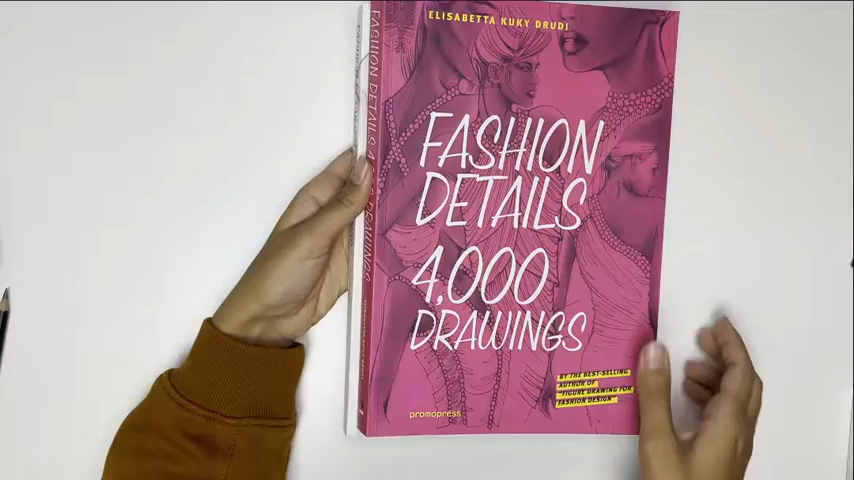 ELISABETTA KUKY DRUDI
FASHION
DETAILS
4,000
DRAWINGS
BY THE BEST-SELLING
AUTHOR OF
"FIGURE DRAWING FOR
FASHION DESIGN"
promopress
FASHION DETAILS 4,000 DRAWINGS